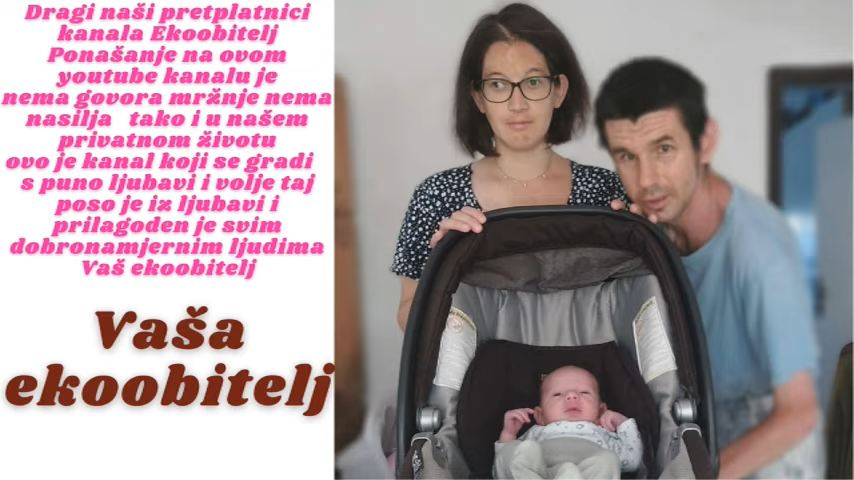 Dragi naši pretplatnici
kanala Ekoobitelj
Ponašanje na ovom
youtube kanalu je
nema govora mržnje nema
nasilja tako i u našem
privatnom životu
ovo je kanal koji se gradi
s puno ljubavi i volje taj
poso je iz ljubavi i
prilagođen je svim
dobronamjernim ljudima
Vaš ekoobitelj
Vaša
ekoobitelj